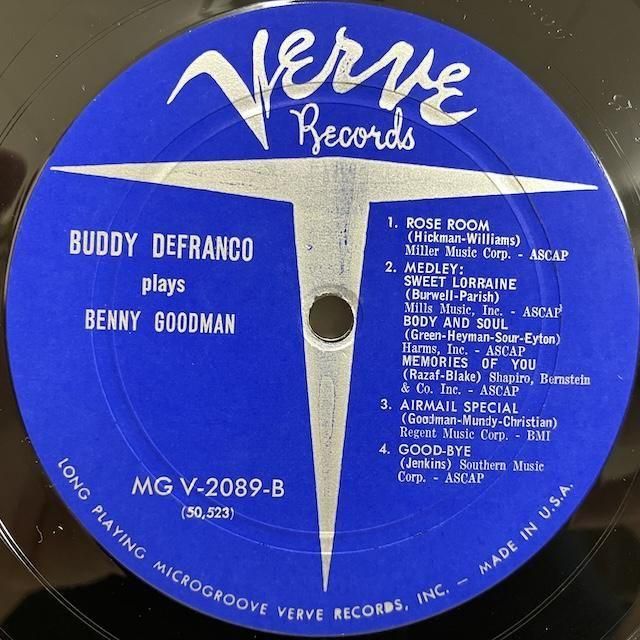 Verve
Records
BUDDY DEFRANCO
plays
BENNY GOODMAN
1. ROSE ROOM
(Hickman-Williams)
Miller Music Corp. - ASCAP
2. MEDLEY:
SWEET LORRAINE
(Burwell-Parish)
Mills Music, Inc. - ASCAP
BODY AND SOUL
(Green-Heyman-Sour-Eyton)
Harms, Inc. - ASCAP
MEMORIES OF YOU
(Razaf-Blake) Shapiro, Bernstein
& Co. Inc. - ASCAP
3. AIRMAIL SPECIAL
(Goodman-Mundy-Christian)
Regent Music Corp. - BMI
4. GOOD-BYE
(Jenkins) Southern Music
Corp. - ASCAP
MG V-2089-B
(50,523)
LONG PLAYING MICROGROOVE VERVE RECORDS, INC. — MADE IN U.S.A.